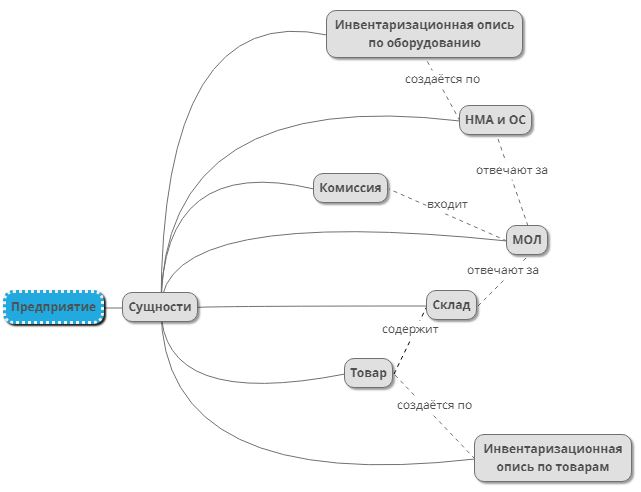 Инвентаризационная опись
по оборудованию
создаётся по
НМА и ОС
отвечают за
Комиссия
входит
МОЛ
отвечают за
Предприятие
Сущности
Склад
содержит
Товар
создаётся по
Инвентаризационная
опись по товарам